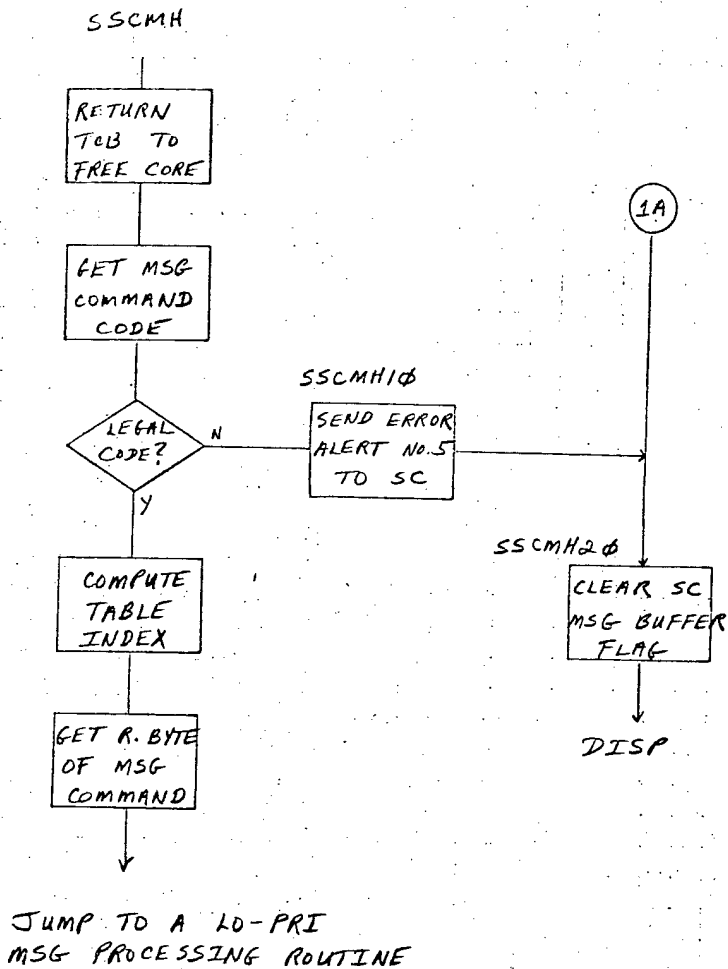 SSCMH
RETURN
TCB TO
FREE CORE
GET MSG
COMMAND
CODE
LEGAL
CODE?
N
Y
SSCMH1Ø
SEND ERROR
ALERT NO.5
TO SC
1A
SSCMH2Ø
CLEAR SC
MSG BUFFER
FLAG
DISP
COMPUTE
TABLE
INDEX
GET R. BYTE
OF MSG
COMMAND
JUMP TO A LO-PRI
MSG PROCESSING ROUTINE